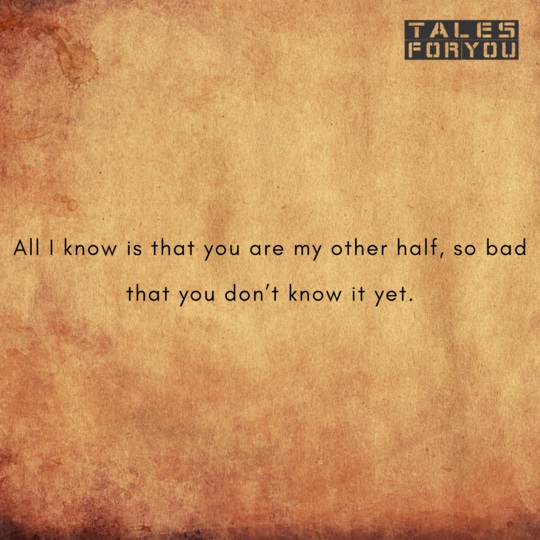 TALES
FORYOU
All I know is that you are my other half, so bad
that you don’t know it yet.